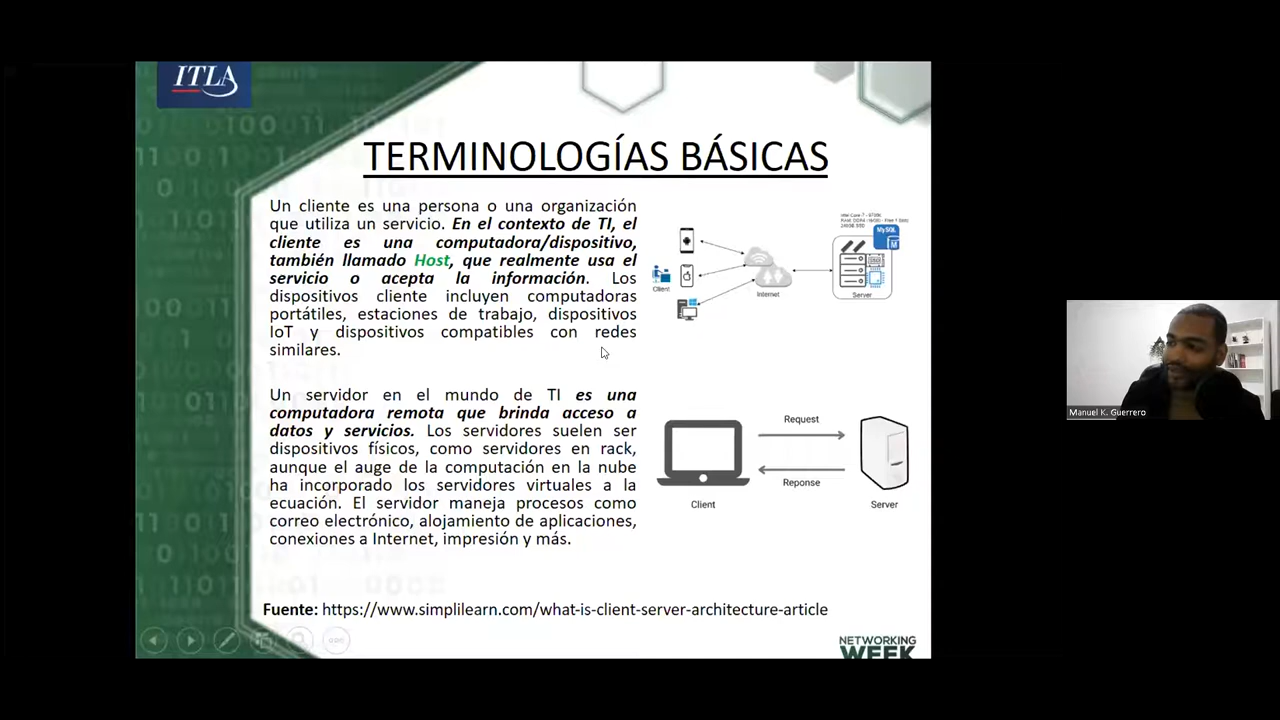 ITLA
TERMINOLOGÍAS BÁSICAS
Un cliente es una persona o una organización
que utiliza un servicio. En el contexto de TI, el
cliente es una computadora/dispositivo,
también llamado Host, que realmente usa el
servicio o acepta la información. Los
dispositivos cliente incluyen computadoras
portátiles, estaciones de trabajo, dispositivos
IoT y dispositivos compatibles con redes
similares.
Client
Internet
MySQL
Server
Un servidor en el mundo de TI es una
computadora remota que brinda acceso a
datos y servicios. Los servidores suelen ser
dispositivos físicos, como servidores en rack,
aunque el auge de la computación en la nube
ha incorporado los servidores virtuales a la
ecuación. El servidor maneja procesos como
correo electrónico, alojamiento de aplicaciones,
conexiones a Internet, impresión y más.
Request
Reponse
Client
Server
Fuente: https://www.simplilearn.com/what-is-client-server-architecture-article
NETWORKING
WEEK
Manuel K. Guerrero